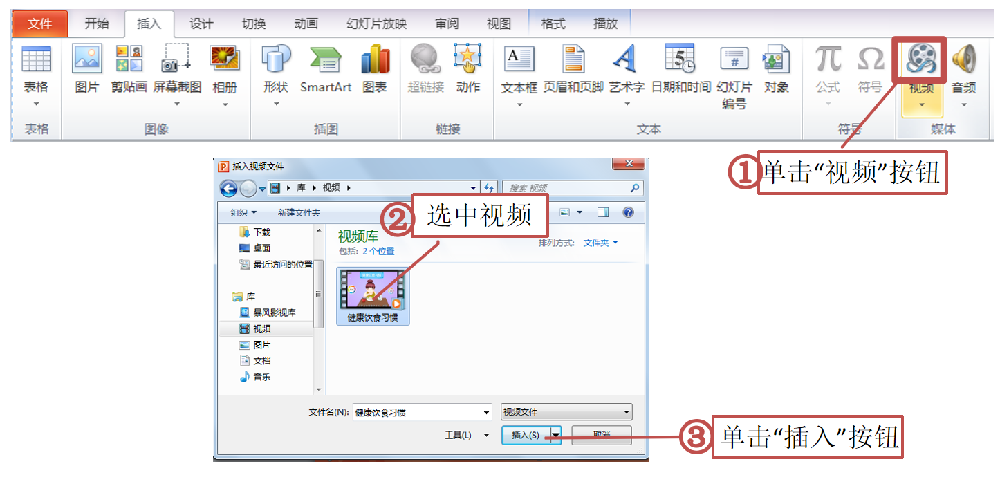 文件 开始 插入 设计 切换 动画 幻灯片放映 审阅 视图 格式 播放
表格 图片 剪贴画 屏幕截图 相册 形状 SmartArt 图表 超链接 动作 文本框 页眉和页脚 艺术字 日期和时间 幻灯片编号 对象 公式 符号 视频 音频
表格 图像 插图 链接 文本 符号 媒体
①单击“视频”按钮
插入视频文件
库 视频 搜索 视频
组织 新建文件夹
②选中视频
下载
桌面
最近访问的位置
库
暴风影视库
视频
图片
文档
音乐
视频库
包括: 2 个位置
排列方式: 文件夹
健康饮食习惯
文件名(N): 健康饮食习惯 视频文件
工具(L) 插入(S) 取消
③单击“插入”按钮